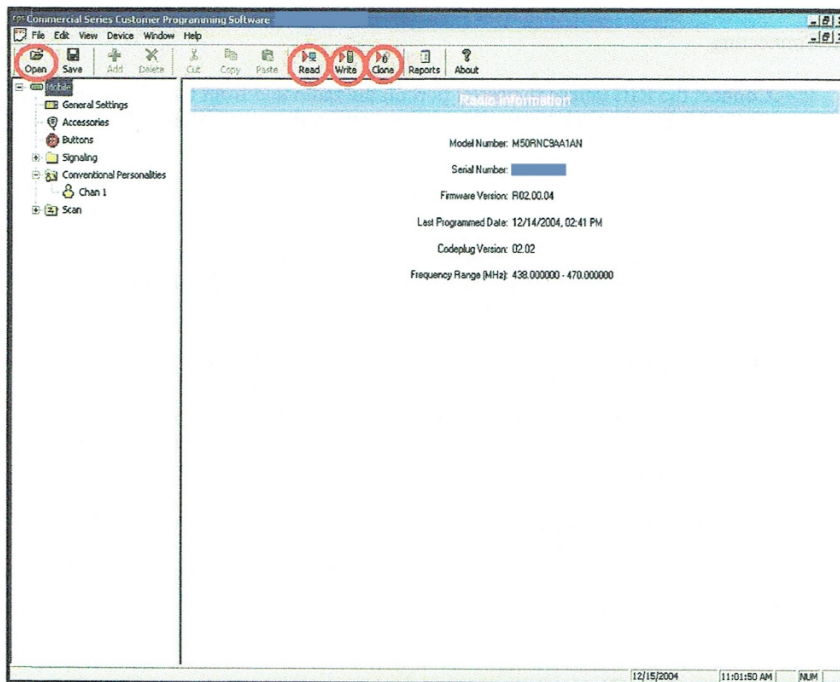 cps Commercial Series Customer Programming Software
File Edit View Device Window Help
Open Save Add Delete Cut Copy Paste Read Write Clone Reports About
Mobile
General Settings
Accessories
Buttons
Signaling
Conventional Personalities
Chan 1
Scan
Radio Information
Model Number: M50RNC9AA1AN
Serial Number:
Firmware Version: R02.00.04
Last Programmed Date: 12/14/2004, 02:41 PM
Codeplug Version: 02.02
Frequency Range (MHz): 438.000000 - 470.000000
12/15/2004 11:01:50 AM NUM